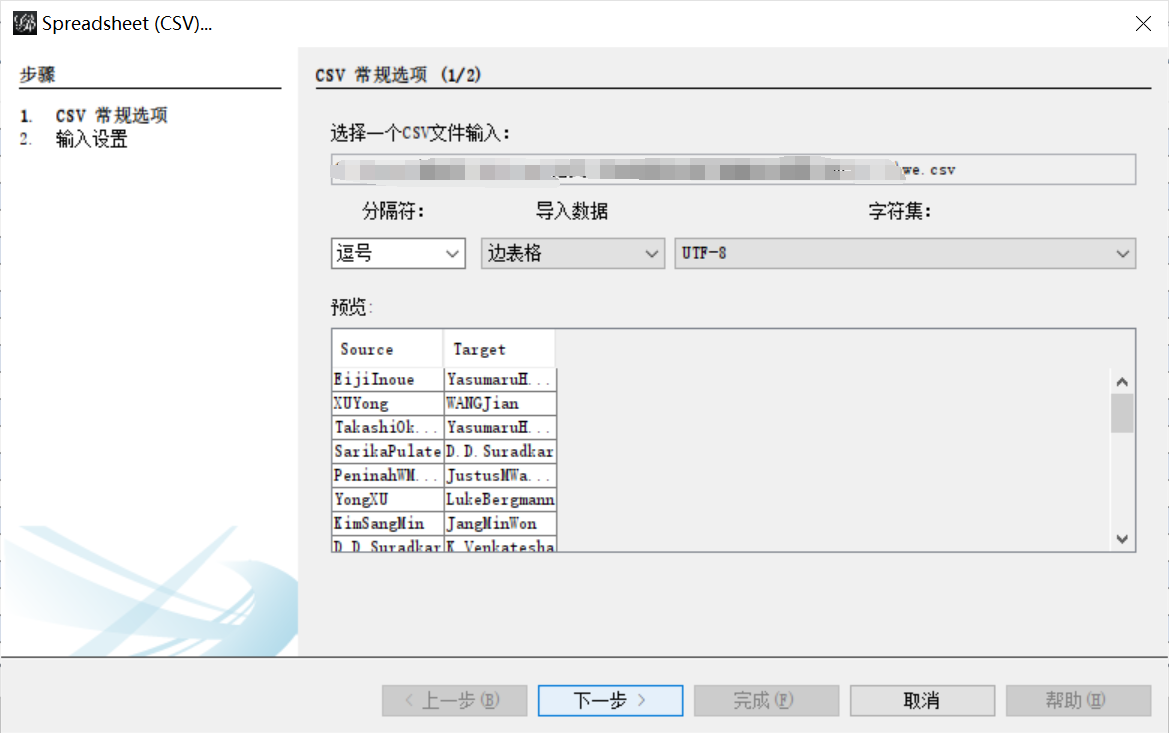 Spreadsheet (CSV)...
步骤
1. CSV 常规选项
2. 输入设置
CSV 常规选项 (1/2)
选择一个CSV文件输入:
we.csv
分隔符: 导入数据 字符集:
逗号 边表格 UTF-8
预览:
Source Target
EijiInoue YasumaruH...
XUYong WANGJian
TakashiOk... YasumaruH...
SarikaPulate D.D.Suradkar
PeninahWM... JustusMWa...
YongXU LukeBergmann
KimSangMin JangMinWon
D.D.Suradkar K.Venkatesha
< 上一步(B) 下一步 > 完成(F) 取消 帮助(H)